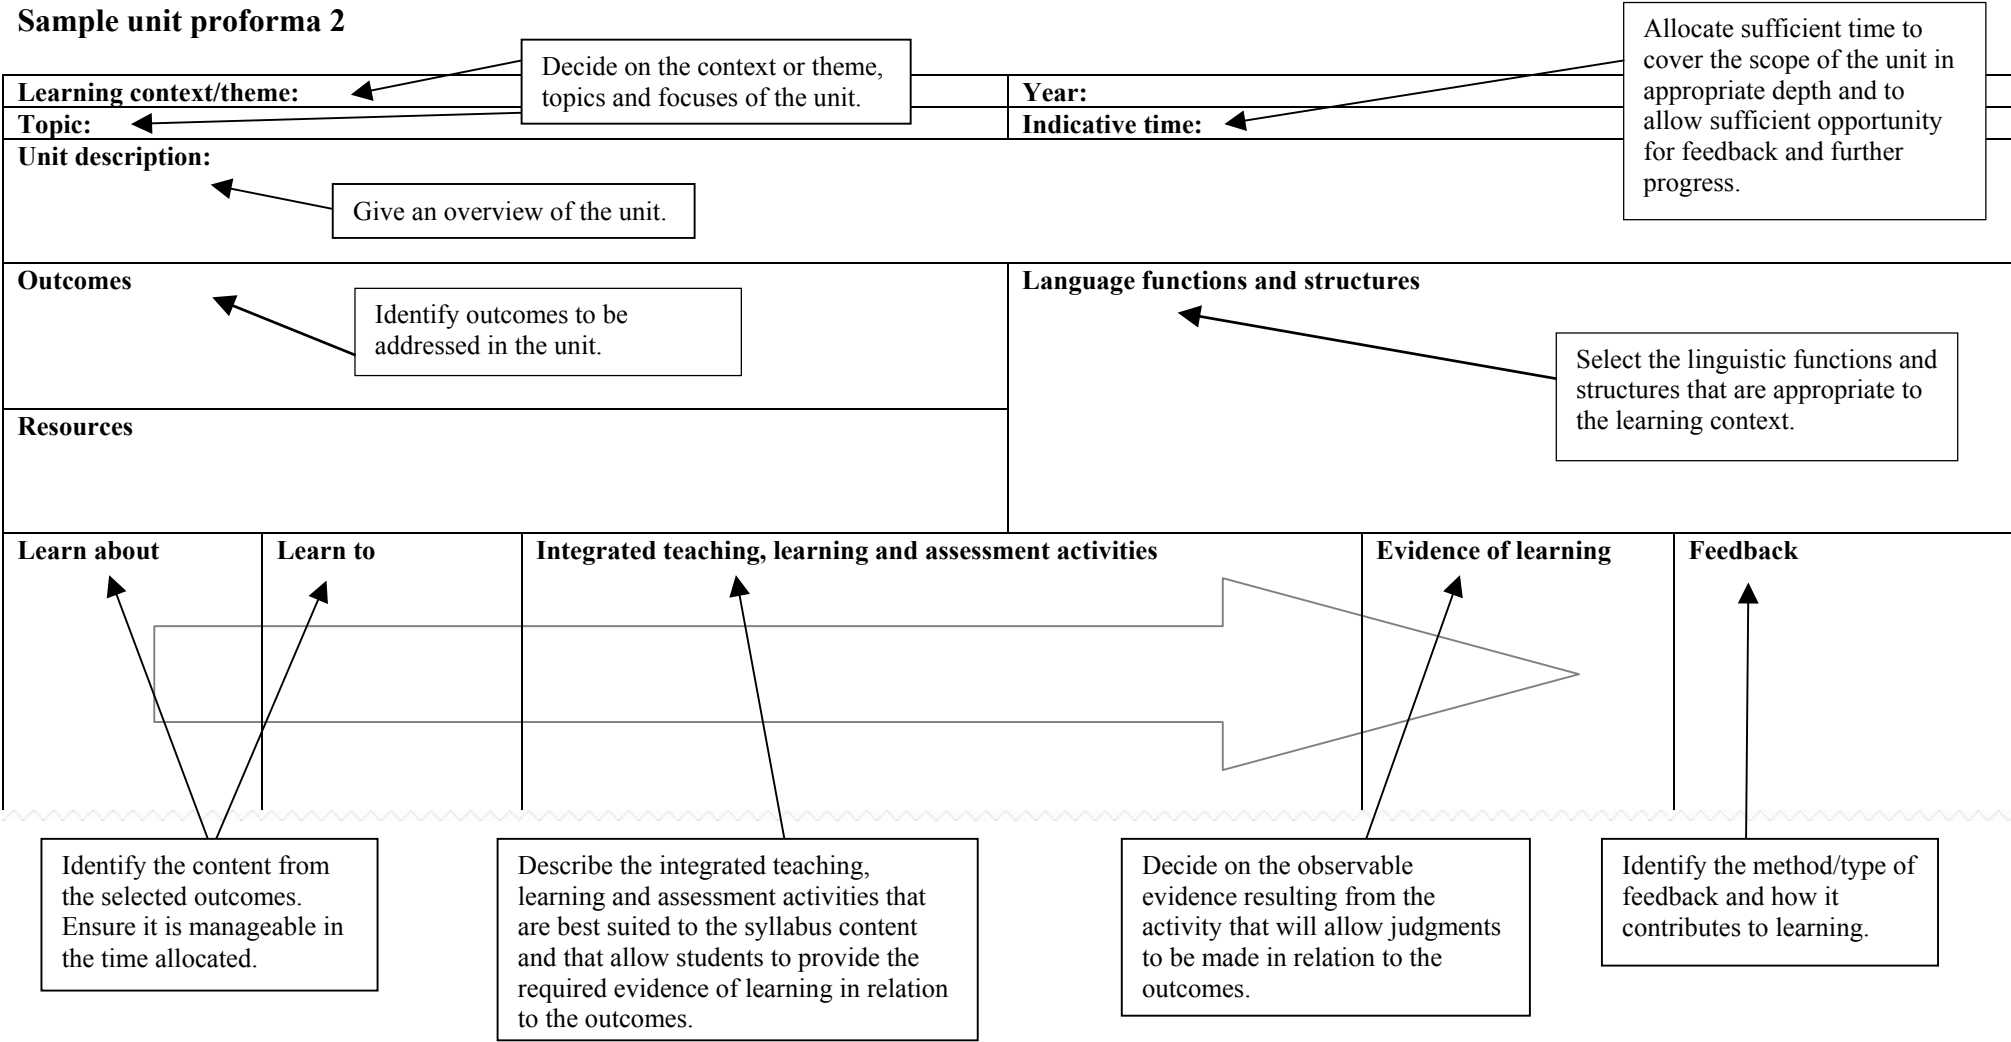 Sample unit proforma 2
Decide on the context or theme,
topics and focuses of the unit.
Allocate sufficient time to
cover the scope of the unit in
appropriate depth and to
allow sufficient opportunity
for feedback and further
progress.
Learning context/theme:
Year:
Topic:
Indicative time:
Unit description:
Give an overview of the unit.
Outcomes
Identify outcomes to be
addressed in the unit.
Language functions and structures
Select the linguistic functions and
structures that are appropriate to
the learning context.
Resources
Learn about
Learn to
Integrated teaching, learning and assessment activities
Evidence of learning
Feedback
Identify the content from
the selected outcomes.
Ensure it is manageable in
the time allocated.
Describe the integrated teaching,
learning and assessment activities that
are best suited to the syllabus content
and that allow students to provide the
required evidence of learning in relation
to the outcomes.
Decide on the observable
evidence resulting from the
activity that will allow judgments
to be made in relation to the
outcomes.
Identify the method/type of
feedback and how it
contributes to learning.